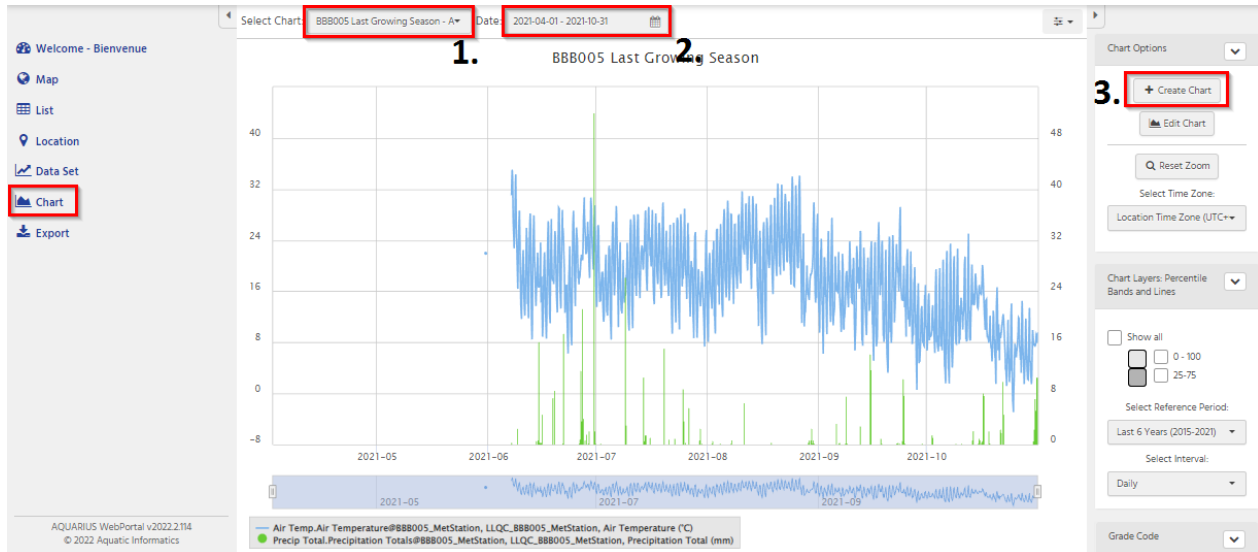 Select Chart: BBB005 Last Growing Season - A
Date: 2021-04-01 - 2021-10-31
1.
2.
Welcome - Bienvenue
Map
List
Location
Data Set
Chart
Export
AQUARIUS WebPortal v2022.2.114
© 2022 Aquatic Informatics
BBB005 Last Growing Season
40
32
24
16
8
0
-8
48
40
32
24
16
8
0
2021-05
2021-06
2021-07
2021-08
2021-09
2021-10
2021-05
2021-07
2021-09
Air Temp.Air Temperature@BBB005_MetStation, LLQC_BBB005_MetStation, Air Temperature (°C)
Precip Total.Precipitation Totals@BBB005_MetStation, LLQC_BBB005_MetStation, Precipitation Total (mm)
Chart Options
3.
+ Create Chart
Edit Chart
Reset Zoom
Select Time Zone:
Location Time Zone (UTC+
Chart Layers: Percentile
Bands and Lines
Show all
0 - 100
25-75
Select Reference Period:
Last 6 Years (2015-2021)
Select Interval:
Daily
Grade Code